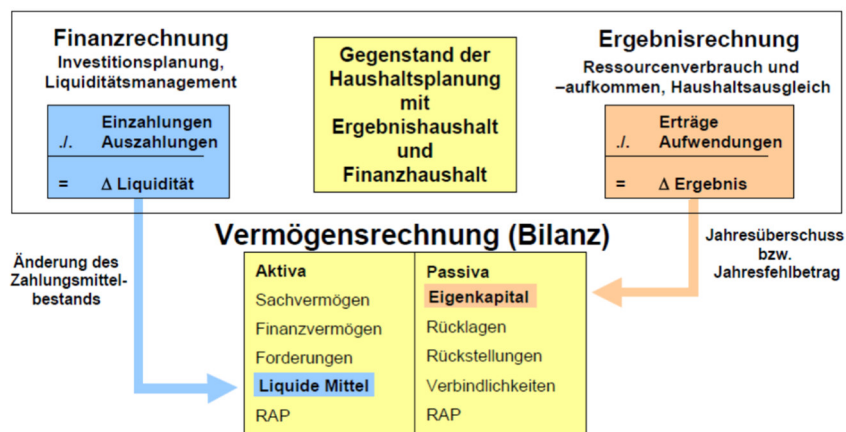 Finanzrechnung
Investitionsplanung,
Liquiditätsmanagement
Einzahlungen
./. Auszahlungen
= Δ Liquidität
Gegenstand der
Haushaltsplanung
mit
Ergebnishaushalt
und
Finanzhaushalt
Ergebnisrechnung
Ressourcenverbrauch und
–aufkommen, Haushaltsausgleich
Erträge
./. Aufwendungen
= Δ Ergebnis
Änderung des
Zahlungsmittel-
bestands
Vermögensrechnung (Bilanz)
Aktiva
Sachvermögen
Finanzvermögen
Forderungen
Liquide Mittel
RAP
Passiva
Eigenkapital
Rücklagen
Rückstellungen
Verbindlichkeiten
RAP
Jahresüberschuss
bzw.
Jahresfehlbetrag